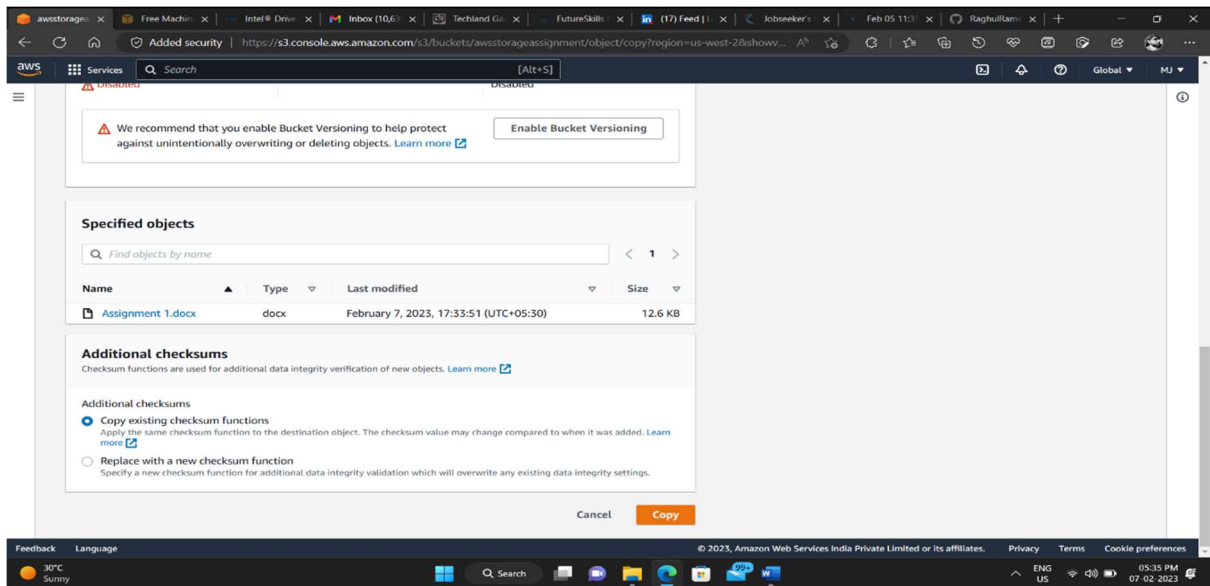 awsstoragea
Free Machin
Intel® Drive
Inbox (10,63
Techland Ga
FutureSkills
(17) Feed | L
Jobseeker's
Feb 05 11:3
RaghulRam
Added security
https://s3.console.aws.amazon.com/s3/buckets/awsstorageassignment/object/copy?region=us-west-2&showv...
aws
Services
Search
[Alt+S]
Global
MJ
Disabled
Disabled
We recommend that you enable Bucket Versioning to help protect
against unintentionally overwriting or deleting objects. Learn more
Enable Bucket Versioning
Specified objects
Find objects by name
1
Name Type Last modified Size
Assignment 1.docx docx February 7, 2023, 17:33:51 (UTC+05:30) 12.6 KB
Additional checksums
Checksum functions are used for additional data integrity verification of new objects. Learn more
Additional checksums
Copy existing checksum functions
Apply the same checksum function to the destination object. The checksum value may change compared to when it was added. Learn
more
Replace with a new checksum function
Specify a new checksum function for additional data integrity validation which will overwrite any existing data integrity settings.
Cancel Copy
Feedback Language © 2023, Amazon Web Services India Private Limited or its affiliates. Privacy Terms Cookie preferences
30°C
Sunny
Search
99+
ENG
US
05:35 PM
07-02-2023